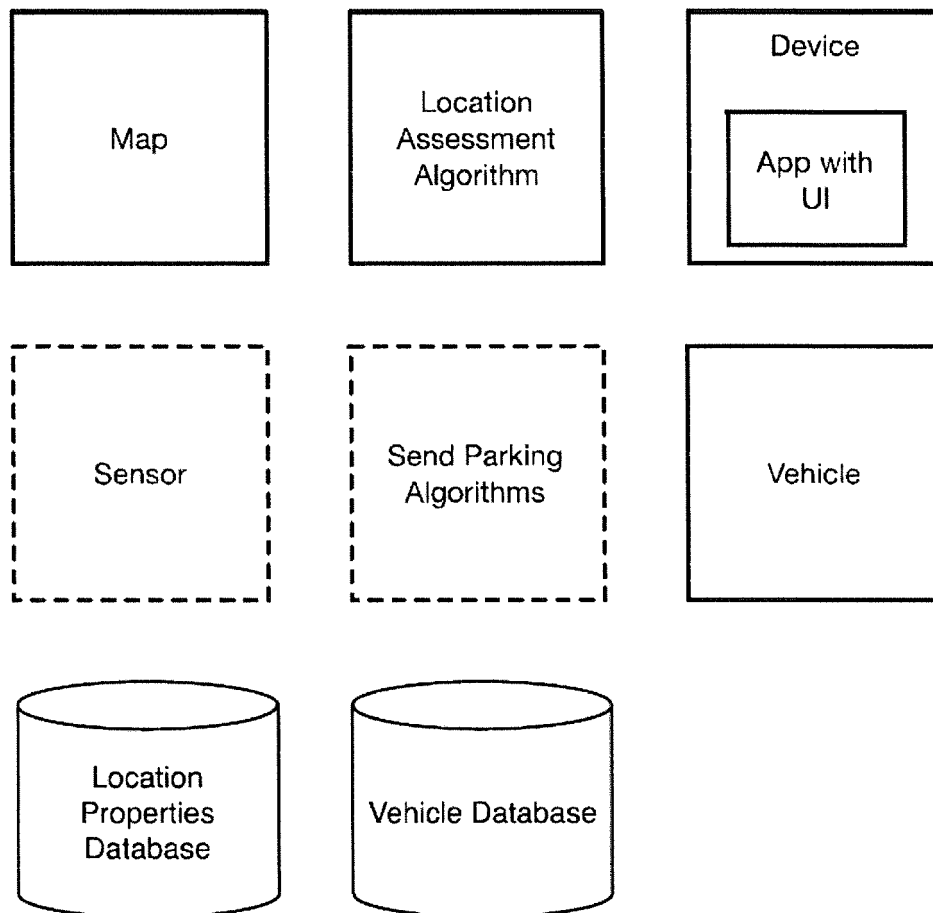 Map
Location
Assessment
Algorithm
Device
App with
UI
Sensor
Send Parking
Algorithms
Vehicle
Location
Properties
Database
Vehicle Database